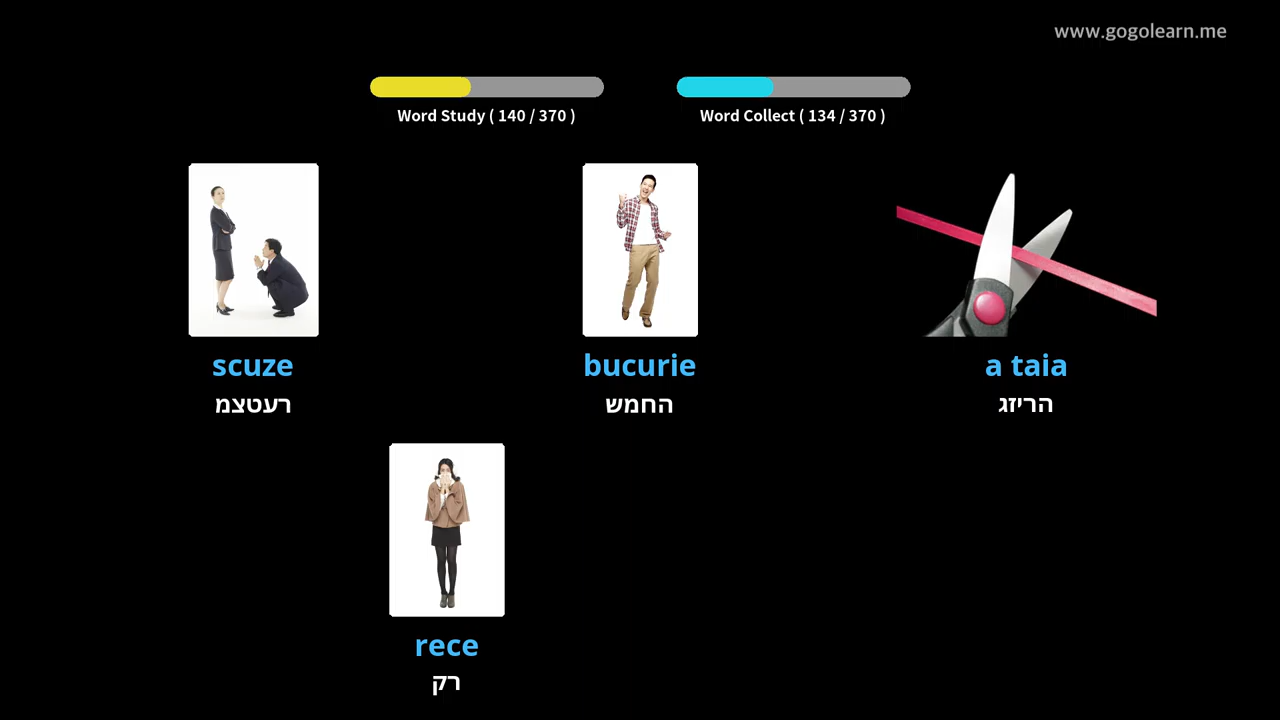 www.gogolearn.me
Word Study ( 140 / 370 )
Word Collect ( 134 / 370 )
scuze
רעטצמ
bucurie
החמש
a taia
הריזג
rece
רק